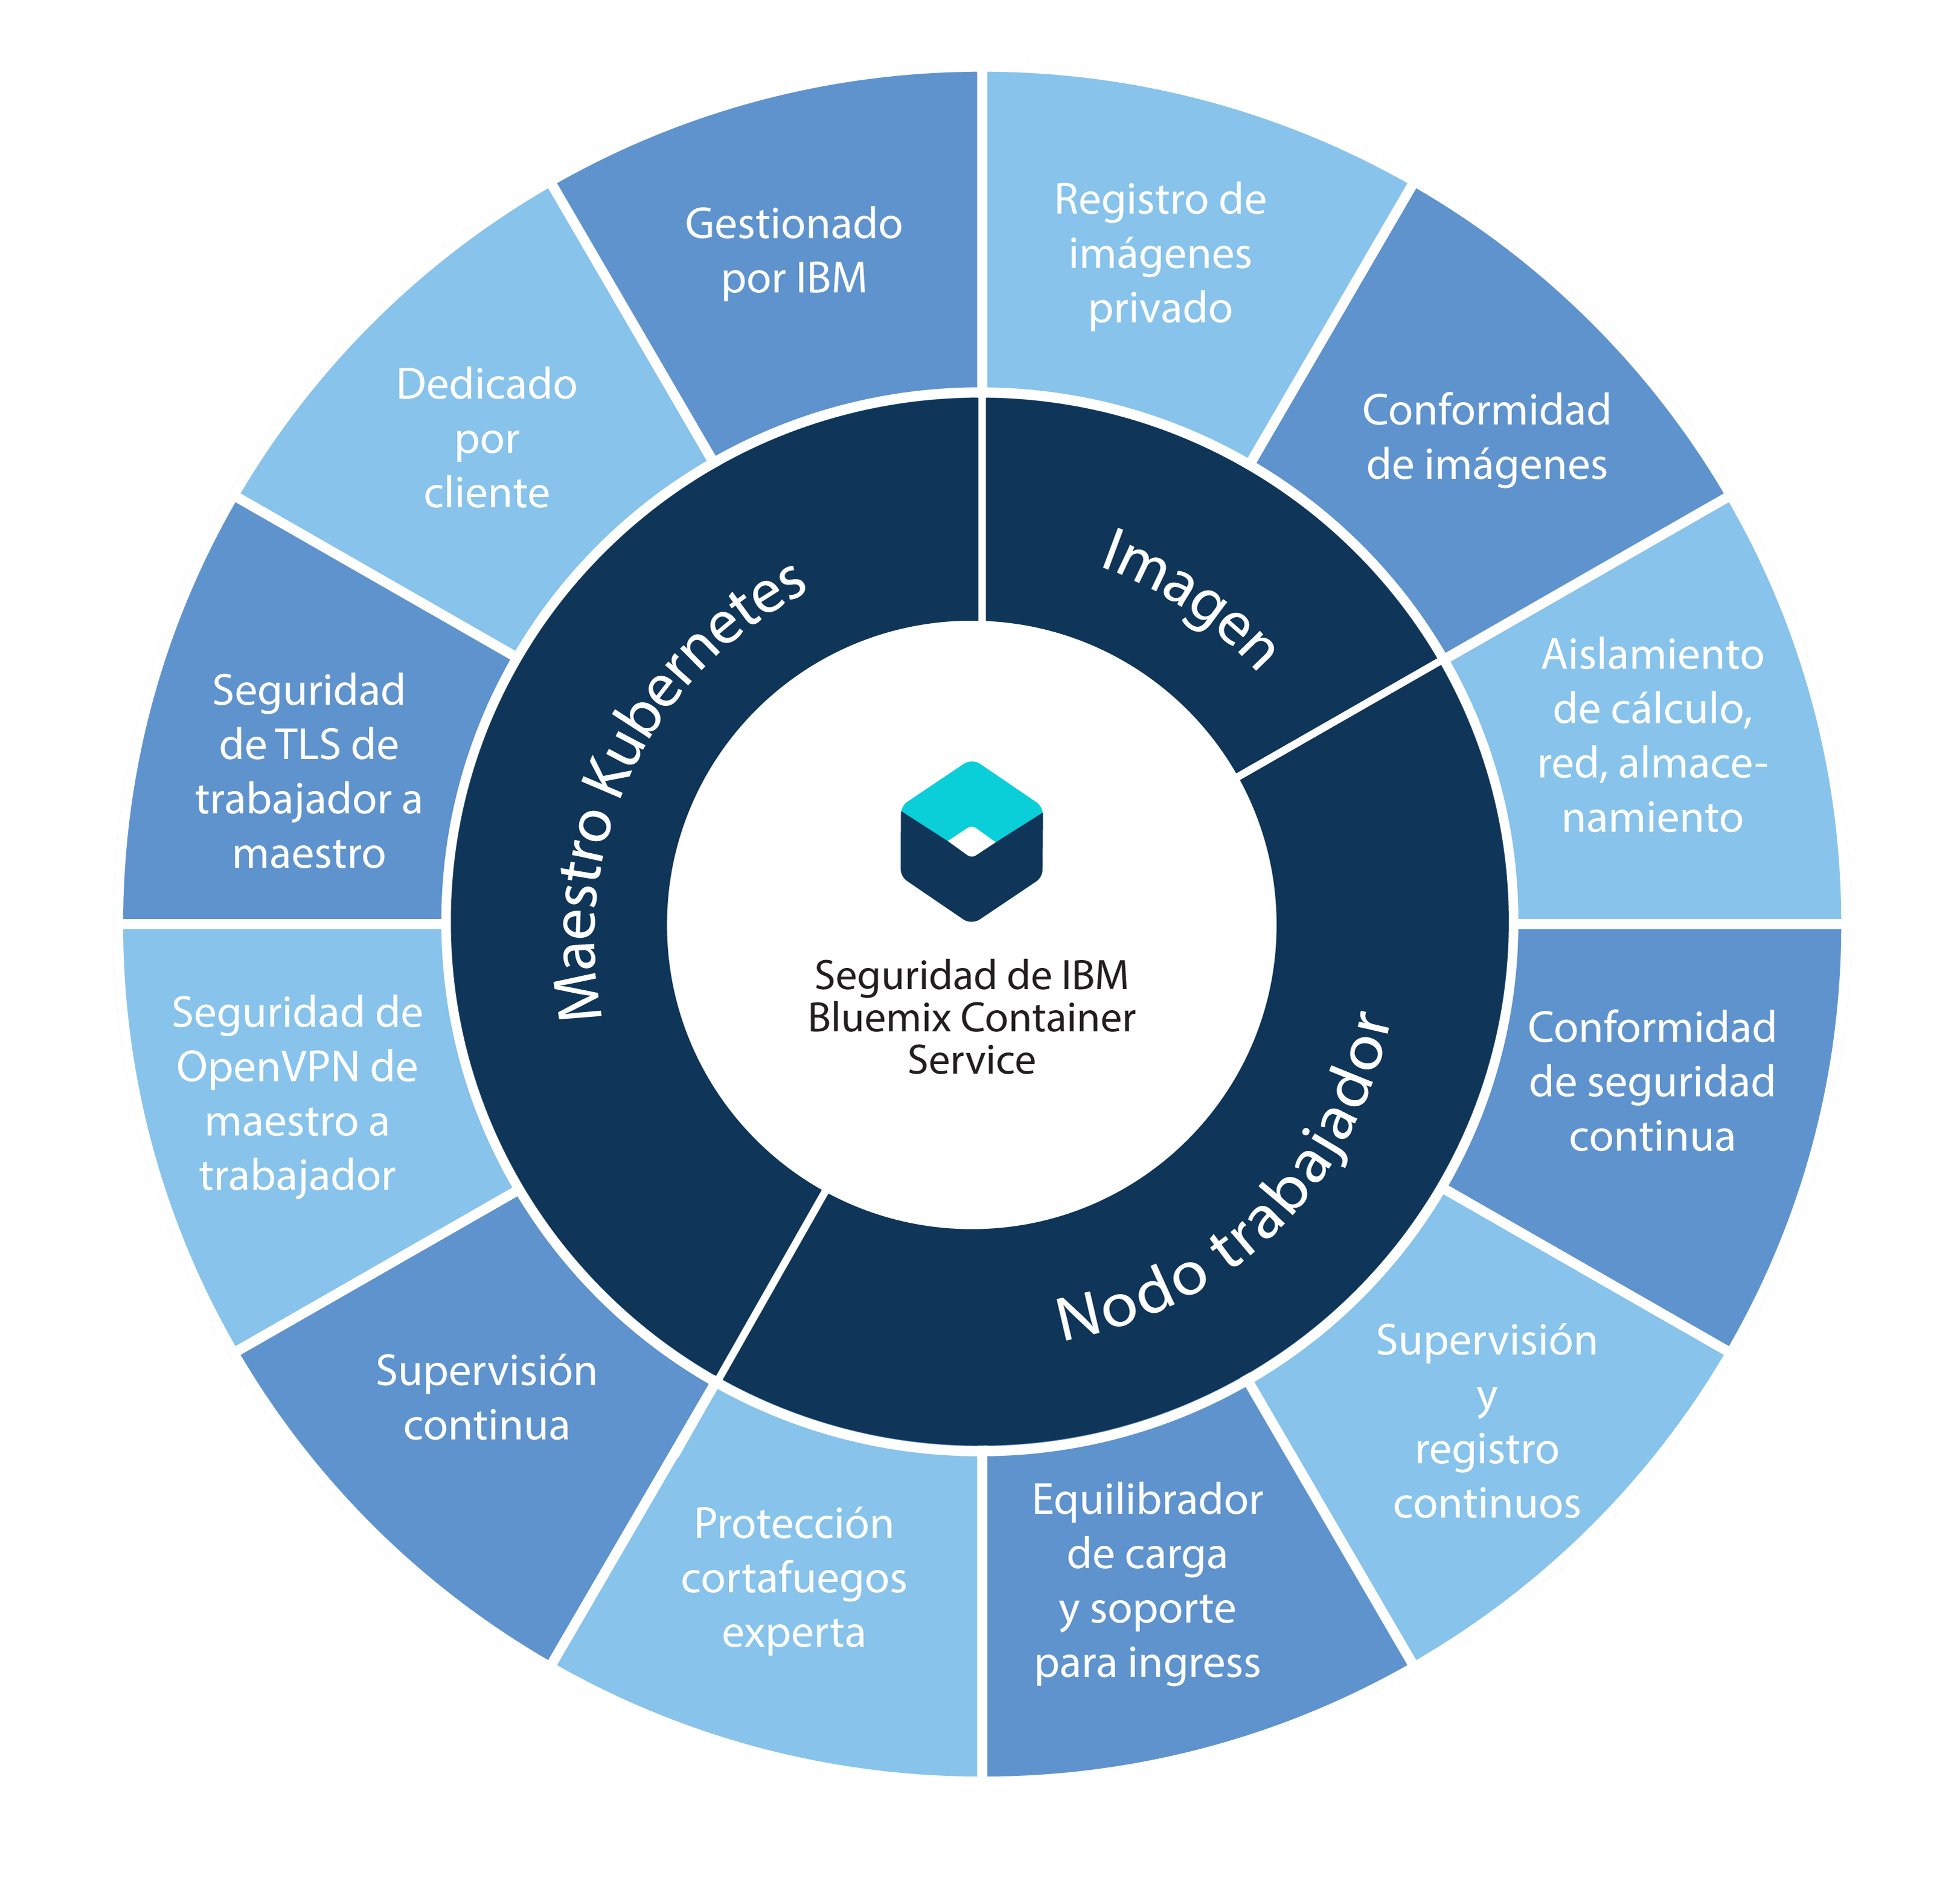 Gestionado
por IBM
Registro de
imágenes
privado
Conformidad
de imágenes
Aislamiento
de cálculo,
red, almace-
namiento
Conformidad
de seguridad
continua
Supervisión
y
registro
continuos
Equilibrador
de carga
y soporte
para ingress
Protección
cortafuegos
experta
Supervisión
continua
Seguridad de
OpenVPN de
maestro a
trabajador
Seguridad
de TLS de
trabajador a
maestro
Dedicado
por
cliente
Maestro Kubernetes
Imagen
Nodo trabajador
Seguridad de IBM
Bluemix Container
Service